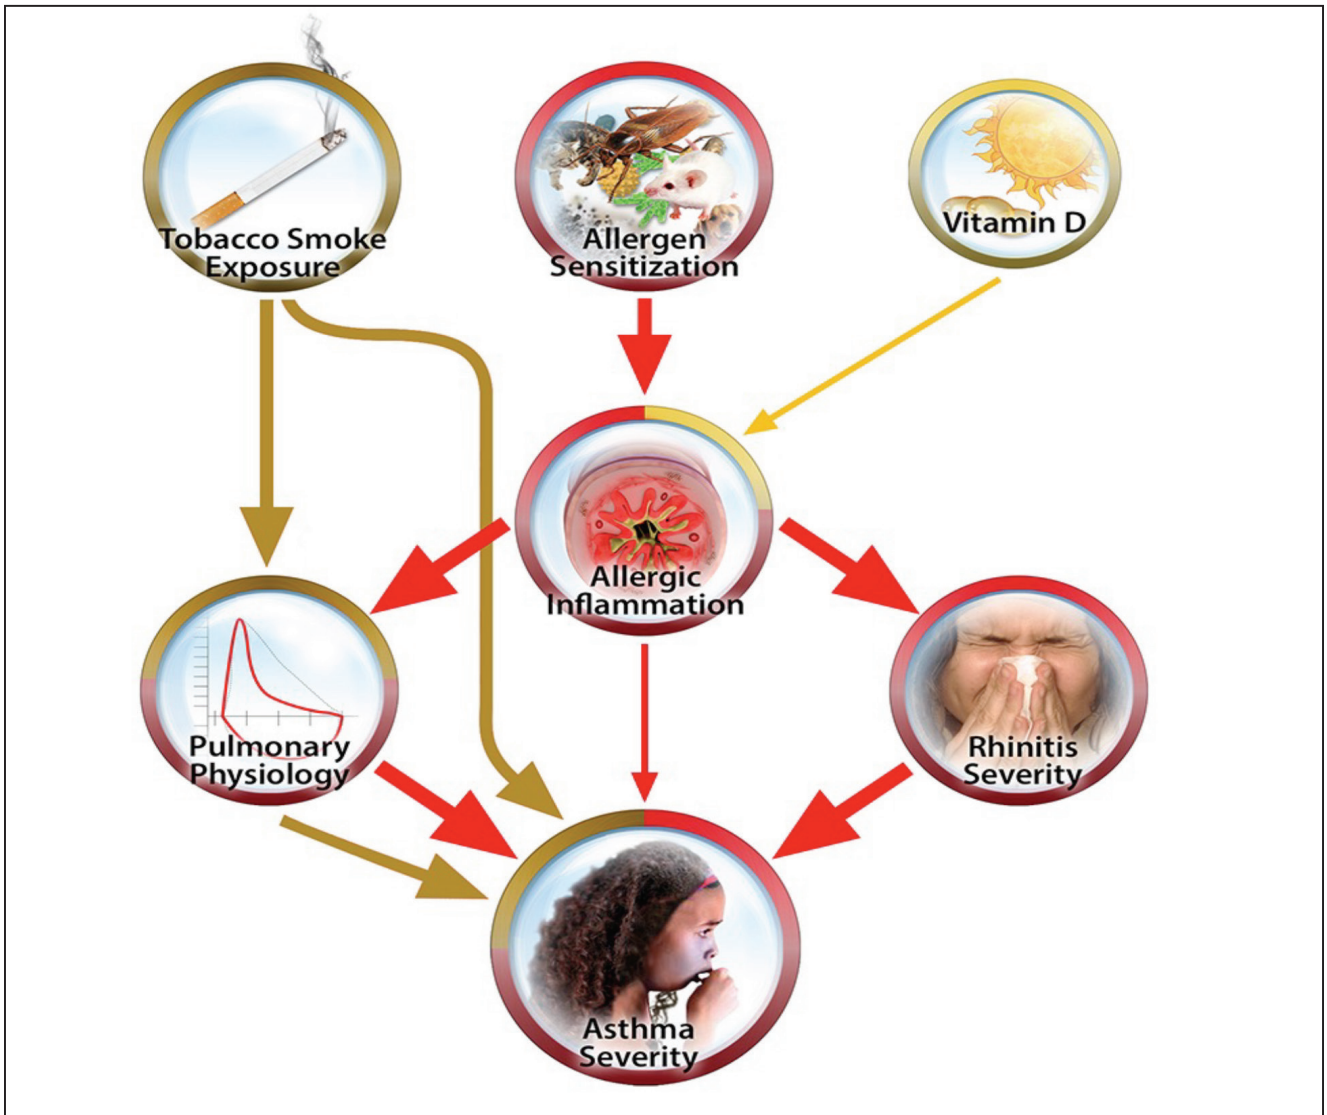 Tobacco Smoke
Exposure
Allergen
Sensitization
Vitamin D
Allergic
Inflammation
Pulmonary
Physiology
Rhinitis
Severity
Asthma
Severity